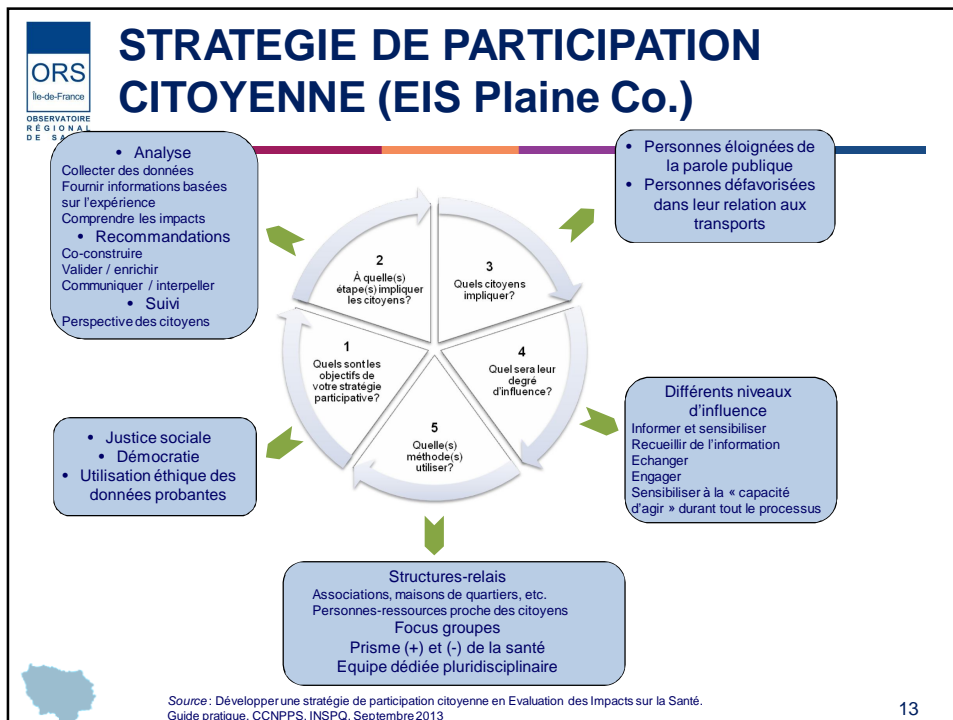 STRATEGIE DE PARTICIPATION
CITOYENNE (EIS Plaine Co.)
ORS
Île-de-France
OBSERVATOIRE
RÉGIONAL
• Analyse
Collecter des données
Fournir informations basées
sur l'expérience
Comprendre les impacts
• Recommandations
Co-construire
Valider / enrichir
Communiquer / interpeller
• Suivi
Perspective des citoyens
• Personnes éloignées de
la parole publique
• Personnes défavorisées
dans leur relation aux
transports
2
À quelle(s)
étape(s) impliquer
les citoyens?
3
Quels citoyens
impliquer?
1
Quels sont les
objectifs de
votre stratégie
participative?
4
Quel sera leur
degré
d'influence?
5
Quelle(s)
méthode(s)
utiliser?
• Justice sociale
• Démocratie
• Utilisation éthique des
données probantes
Différents niveaux
d'influence
Informer et sensibiliser
Recueillir de l'information
Echanger
Engager
Sensibiliser à la « capacité
d'agir » durant tout le processus
Structures-relais
Associations, maisons de quartiers, etc.
Personnes-ressources proche des citoyens
Focus groupes
Prisme (+) et (-) de la santé
Equipe dédiée pluridisciplinaire
Source : Développer une stratégie de participation citoyenne en Evaluation des Impacts sur la Santé.
Guide pratique. CCNPPS, INSPQ. Septembre 2013
13